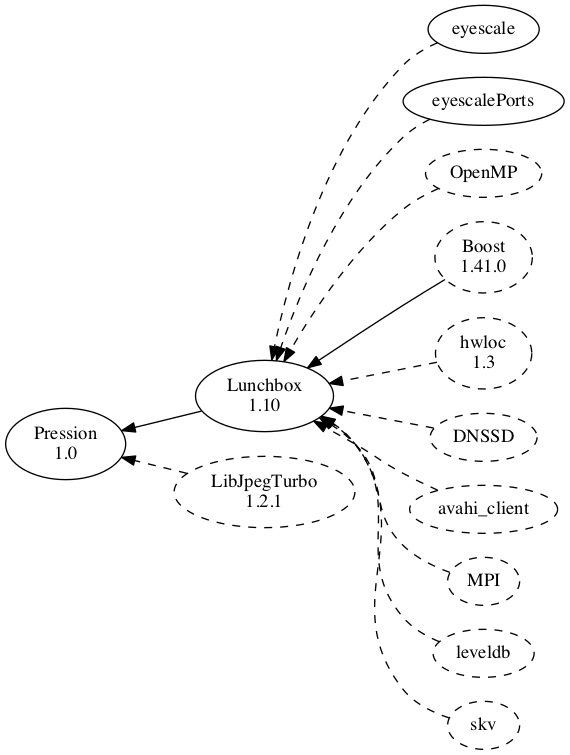 eyescale
eyescalePorts
OpenMP
Boost
1.41.0
hwloc
1.3
Lunchbox
1.10
Pression
1.0
DNSSD
LibJpegTurbo
1.2.1
avahi_client
MPI
leveldb
skv